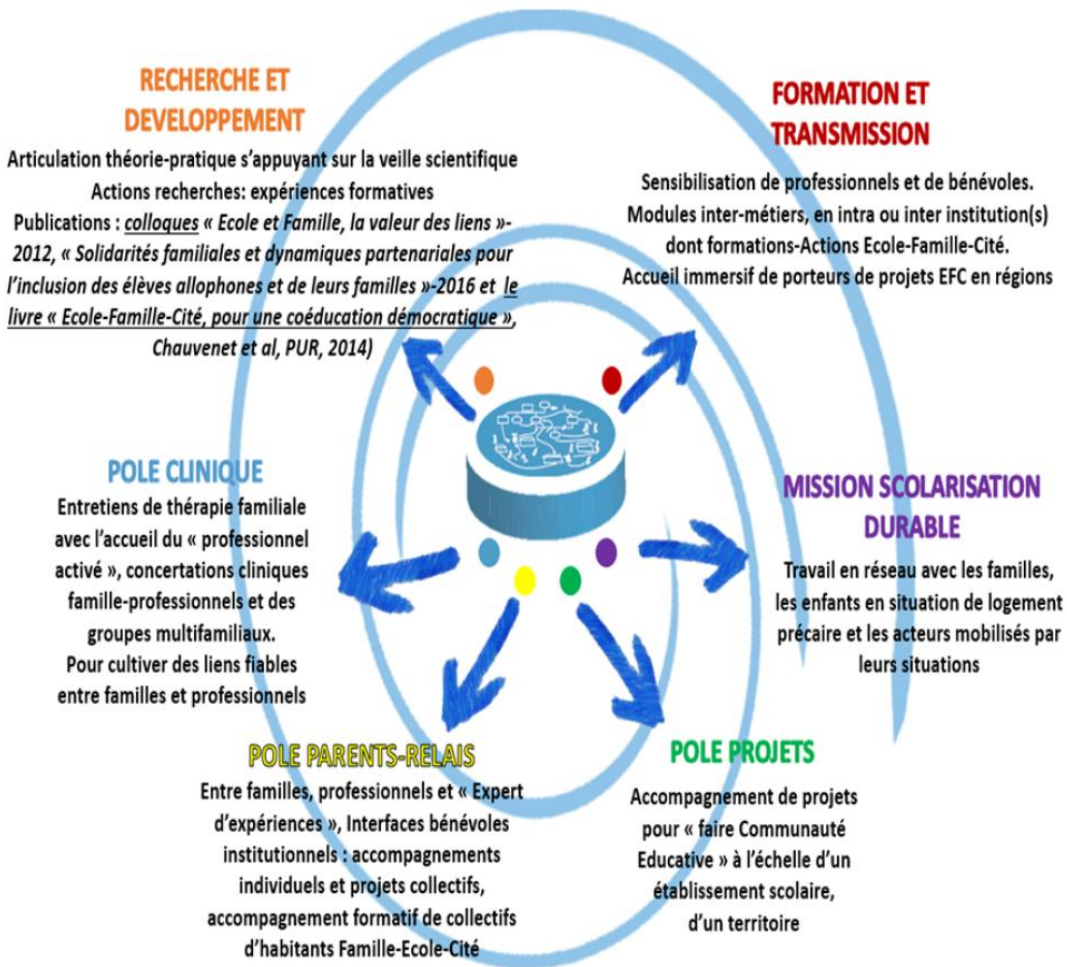 RECHERCHE ET
DEVELOPPEMENT
Articulation théorie-pratique s'appuyant sur la veille scientifique
Actions recherches: expériences formatives
Publications : colloques « Ecole et Famille, la valeur des liens »-
2012, « Solidarités familiales et dynamiques partenariales pour
l'inclusion des élèves allophones et de leurs familles »-2016 et le
livre « Ecole-Famille-Cité, pour une coéducation démocratique »,
Chauvenet et al, PUR, 2014)
FORMATION ET
TRANSMISSION
Sensibilisation de professionnels et de bénévoles.
Modules inter-métiers, en intra ou inter institution(s)
dont formations-Actions Ecole-Famille-Cité.
Accueil immersif de porteurs de projets EFC en régions
POLE CLINIQUE
Entretiens de thérapie familiale
avec l'accueil du « professionnel
activé », concertations cliniques
famille-professionnels et des
groupes multifamiliaux.
Pour cultiver des liens fiables
entre familles et professionnels
MISSION SCOLARISATION
DURABLE
Travail en réseau avec les familles,
les enfants en situation de logement
précaire et les acteurs mobilisés par
leurs situations
POLE PARENTS-RELAIS
Entre familles, professionnels et « Expert
d'expériences », Interfaces bénévoles
institutionnels : accompagnements
individuels et projets collectifs,
accompagnement formatif de collectifs
d'habitants Famille-Ecole-Cité
POLE PROJETS
Accompagnement de projets
pour « faire Communauté
Educative » à l'échelle d'un
établissement scolaire,
d'un territoire